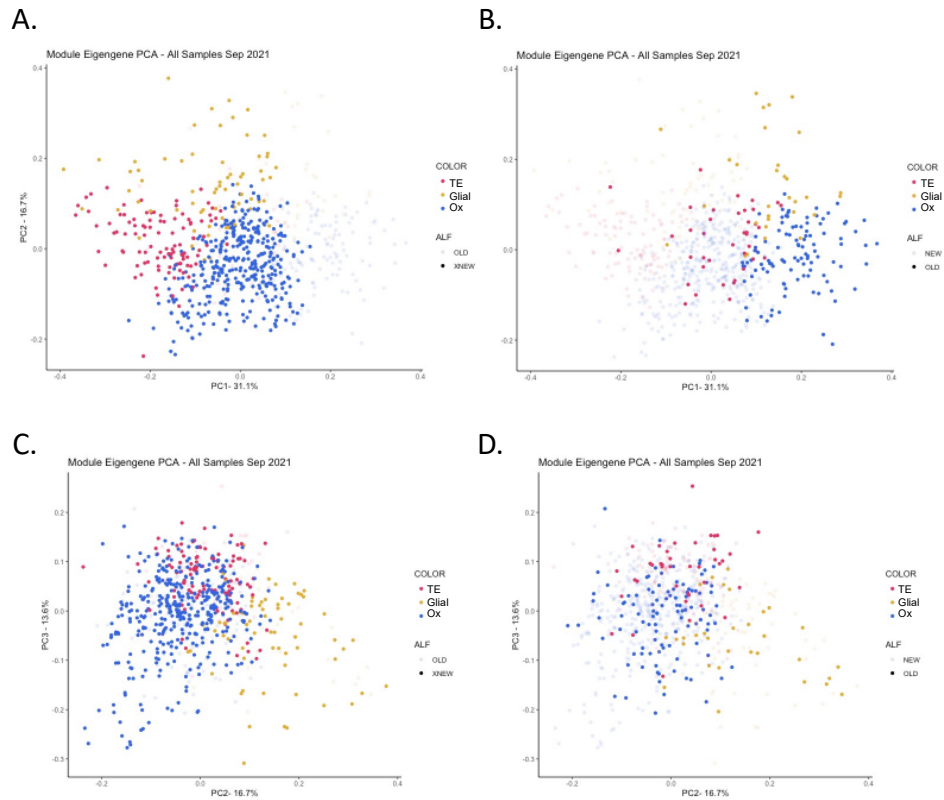 A.
Module Eigengene PCA - All Samples Sep 2021
0.4
0.2
0.0
-0.2
PC2 - 16.7%
-0.4
-0.2
0.0
0.2
0.4
PC1- 31.1%
COLOR
TE
Glial
Ox
ALF
OLD
XNEW
B.
Module Eigengene PCA - All Samples Sep 2021
0.4
0.2
0.0
-0.2
-0.4
-0.2
0.0
0.2
0.4
PC1- 31.1%
COLOR
TE
Glial
Ox
ALF
NEW
OLD
C.
Module Eigengene PCA - All Samples Sep 2021
0.2
0.1
0.0
-0.1
-0.2
-0.3
PC3 - 13.6%
-0.2
0.0
0.2
0.4
PC2- 16.7%
COLOR
TE
Glial
Ox
ALF
OLD
XNEW
D.
Module Eigengene PCA - All Samples Sep 2021
0.2
0.1
0.0
-0.1
-0.2
-0.3
PC3 - 13.6%
-0.2
0.0
0.2
0.4
PC2- 16.7%
COLOR
TE
Glial
Ox
ALF
NEW
OLD